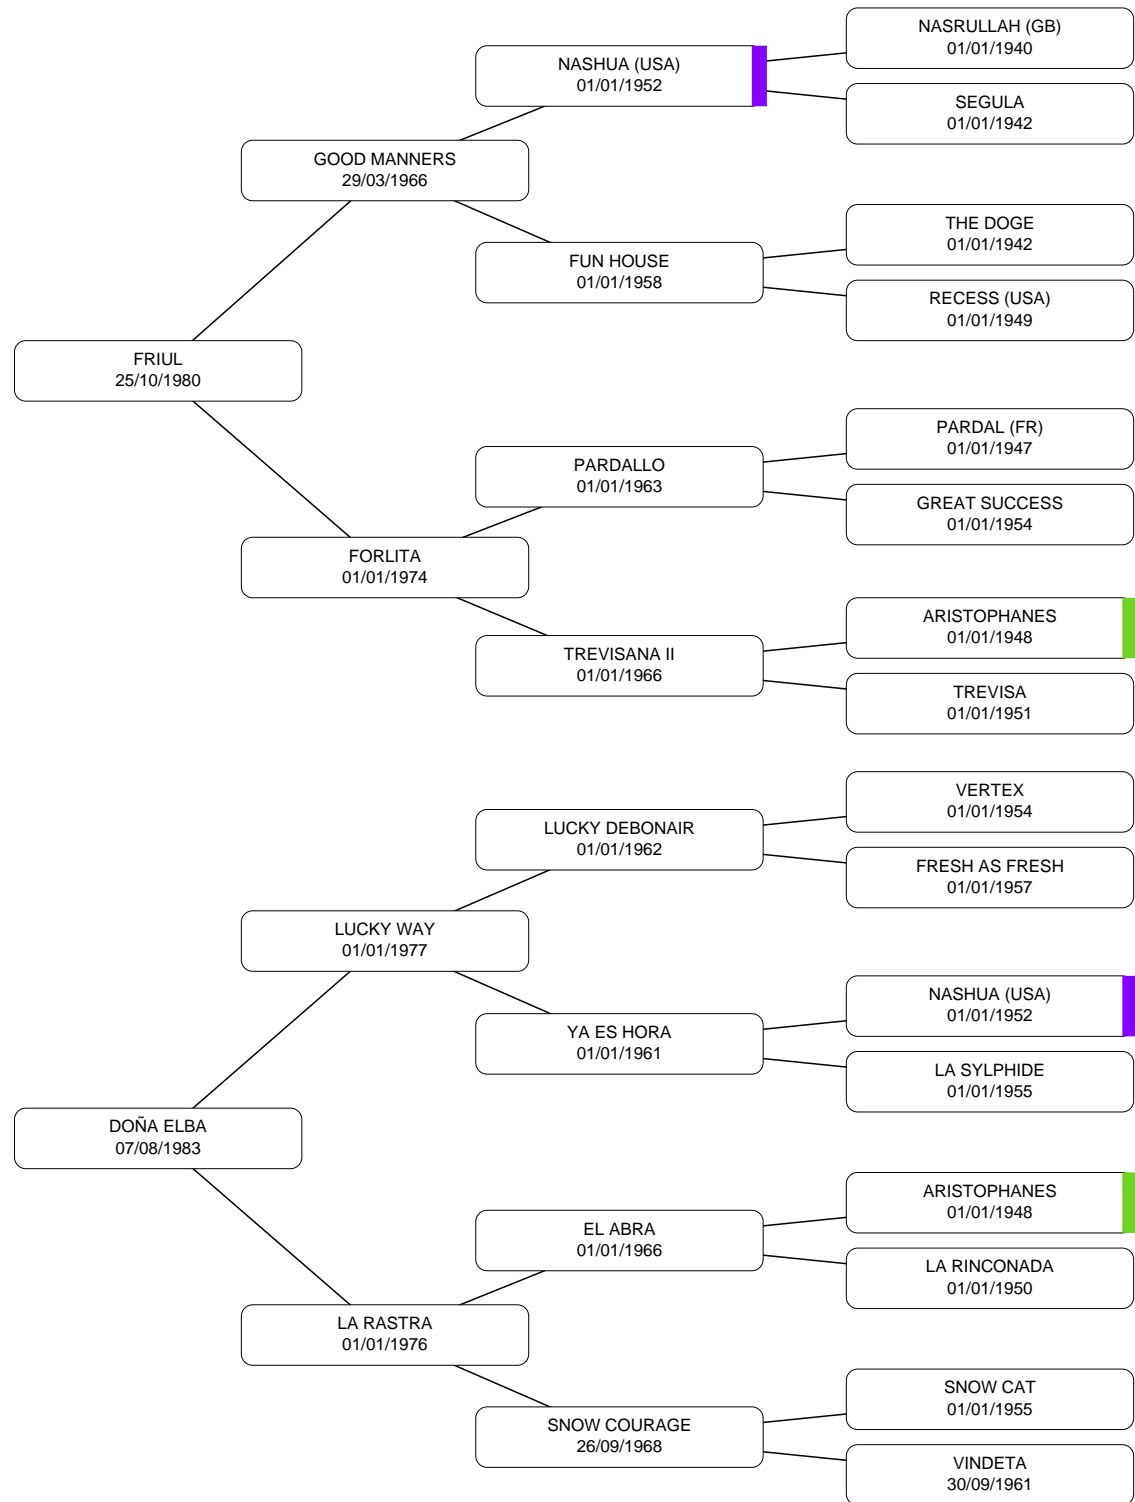 NASRULLAH (GB)
01/01/1940
NASHUA (USA)
01/01/1952
SEGULA
01/01/1942
GOOD MANNERS
29/03/1966
THE DOGE
01/01/1942
FUN HOUSE
01/01/1958
RECESS (USA)
01/01/1949
FRIUL
25/10/1980
PARDAL (FR)
01/01/1947
PARDALLO
01/01/1963
GREAT SUCCESS
01/01/1954
FORLITA
01/01/1974
ARISTOPHANES
01/01/1948
TREVISANA II
01/01/1966
TREVISA
01/01/1951
VERTEX
01/01/1954
LUCKY DEBONAIR
01/01/1962
FRESH AS FRESH
01/01/1957
LUCKY WAY
01/01/1977
NASHUA (USA)
01/01/1952
YA ES HORA
01/01/1961
LA SYLPHIDE
01/01/1955
DOÑA ELBA
07/08/1983
ARISTOPHANES
01/01/1948
EL ABRA
01/01/1966
LA RINCONADA
01/01/1950
LA RASTRA
01/01/1976
SNOW CAT
01/01/1955
SNOW COURAGE
26/09/1968
VINDETA
30/09/1961